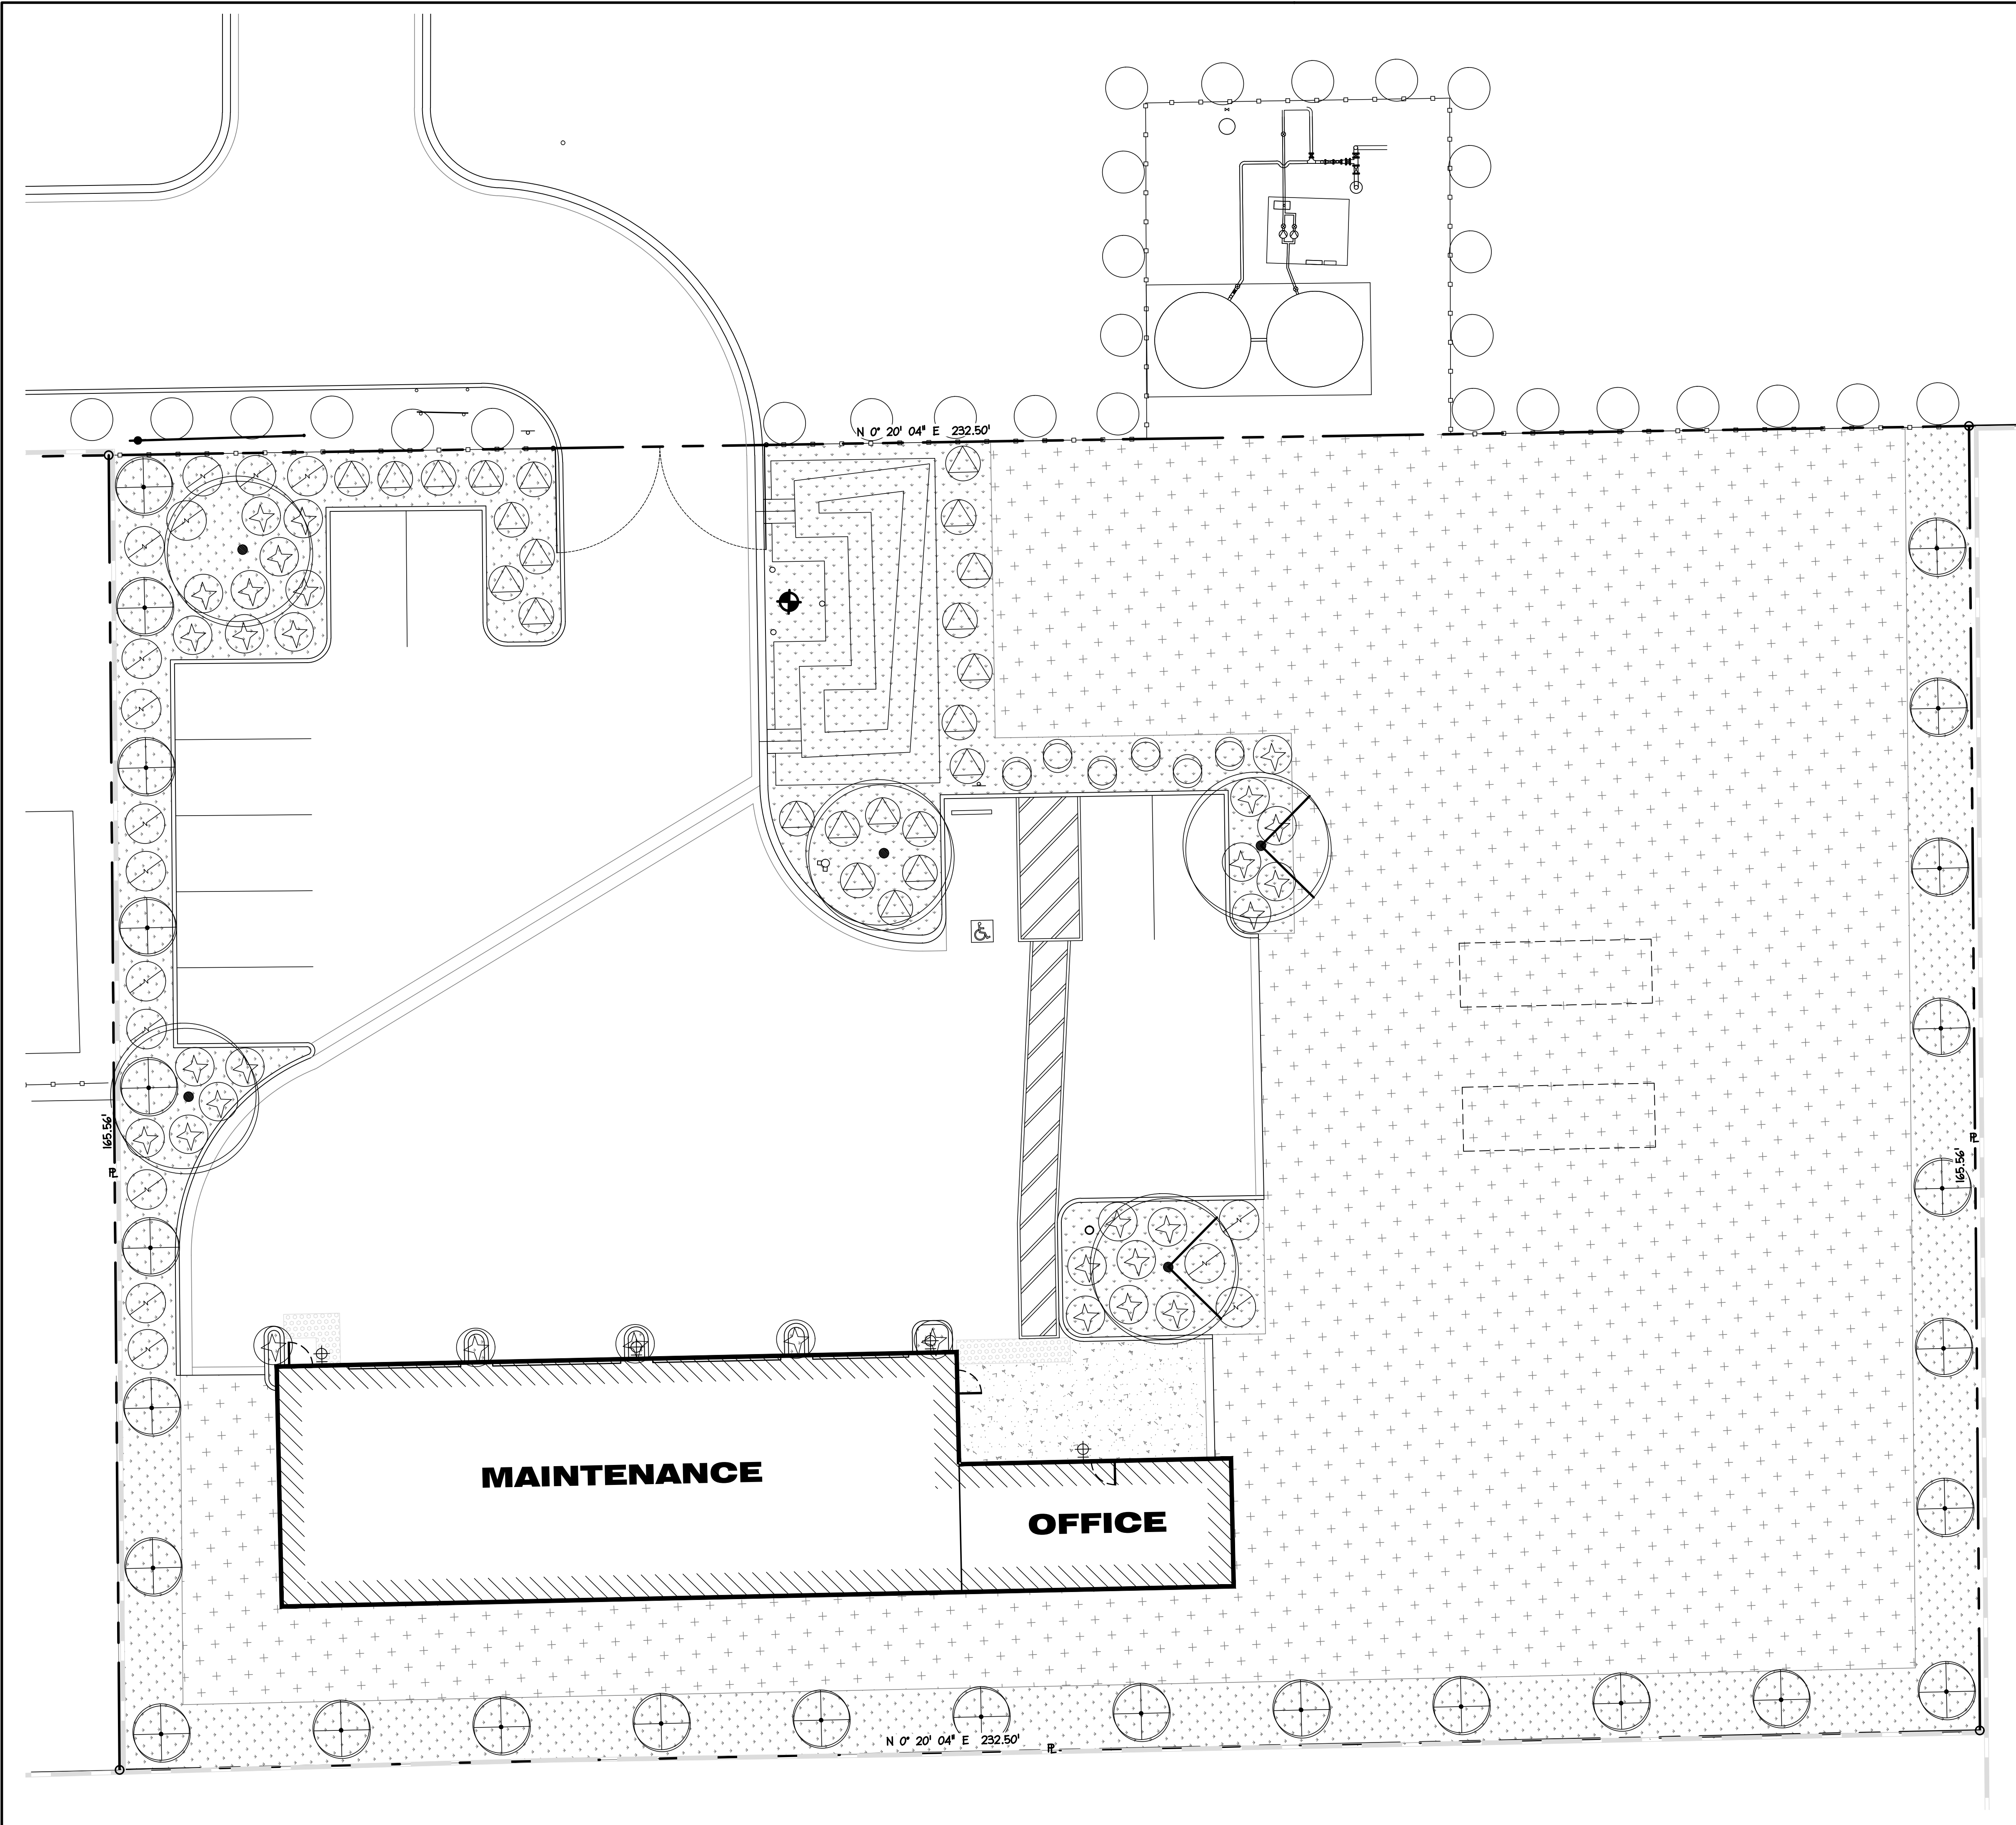 N 0° 20' 04" E 232.50'
165.56'
PL
PL
165.56'
MAINTENANCE
OFFICE
N 0° 20' 04" E 232.50'
PL